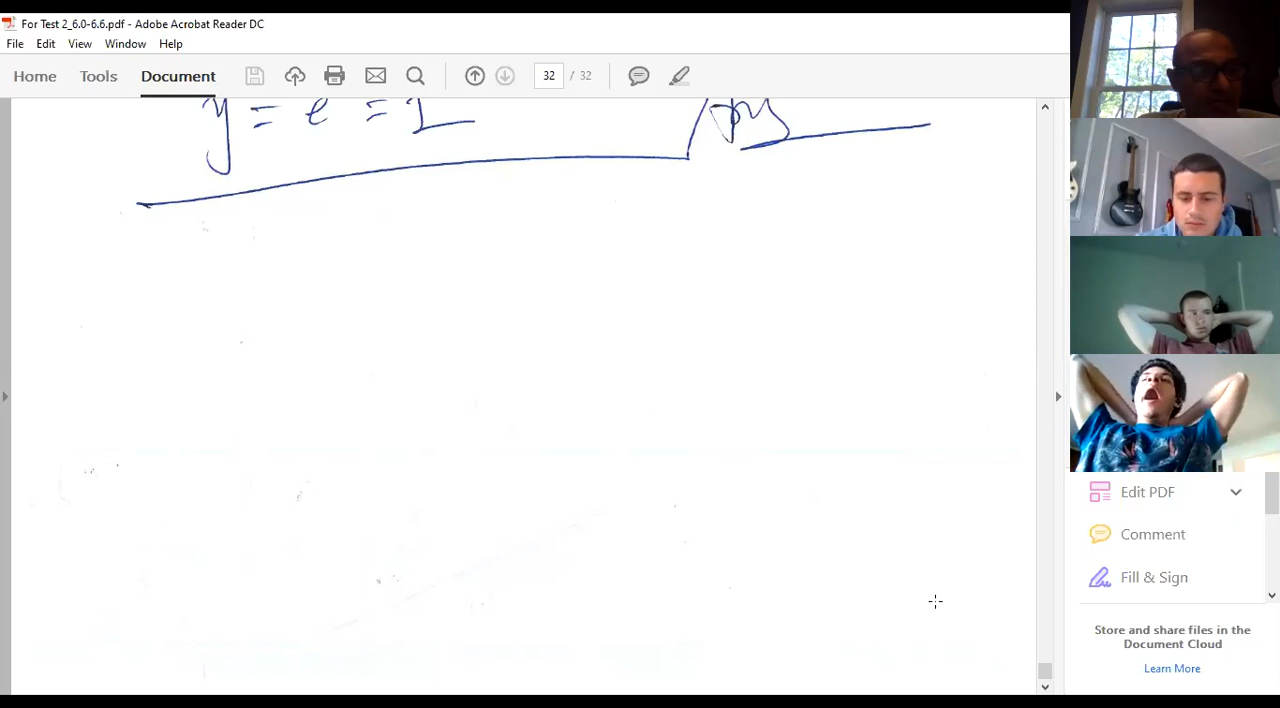 For Test 2_6.0-6.6.pdf - Adobe Acrobat Reader DC
File Edit View Window Help
Home Tools Document 32 / 32
y = e = 1
Edit PDF
Comment
Fill & Sign
Store and share files in the
Document Cloud
Learn More